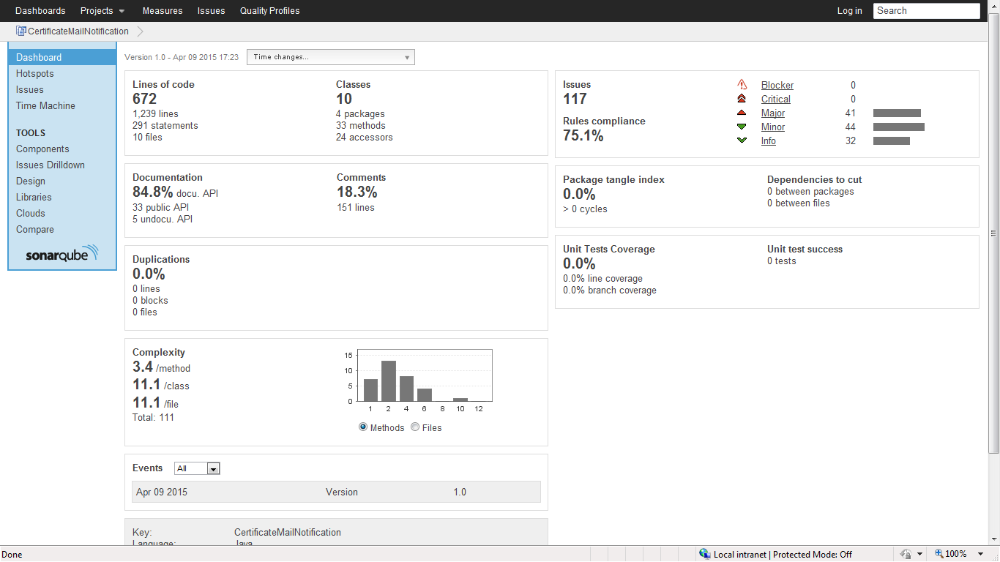 Dashboards Projects Measures Issues Quality Profiles Log in Search
CertificateMailNotification
Dashboard
Hotspots
Issues
Time Machine
TOOLS
Components
Issues Drilldown
Design
Libraries
Clouds
Compare
sonarqube
Version 1.0 - Apr 09 2015 17:23 Time changes...
Lines of code
672
1,239 lines
291 statements
10 files
Classes
10
4 packages
33 methods
24 accessors
Documentation
84.8% docu. API
33 public API
5 undocu. API
Comments
18.3%
151 lines
Duplications
0.0%
0 lines
0 blocks
0 files
Complexity
3.4 /method
11.1 /class
11.1 /file
Total: 111
15
10
5
0
1 2 4 6 8 10 12
Methods Files
Events All
Apr 09 2015 Version 1.0
Key: CertificateMailNotification
Language: Java
Issues
117
Rules compliance
75.1%
Blocker 0
Critical 0
Major 41
Minor 44
Info 32
Package tangle index
0.0%
> 0 cycles
Dependencies to cut
0 between packages
0 between files
Unit Tests Coverage
0.0%
0.0% line coverage
0.0% branch coverage
Unit test success
0 tests
Done Local intranet | Protected Mode: Off 100%